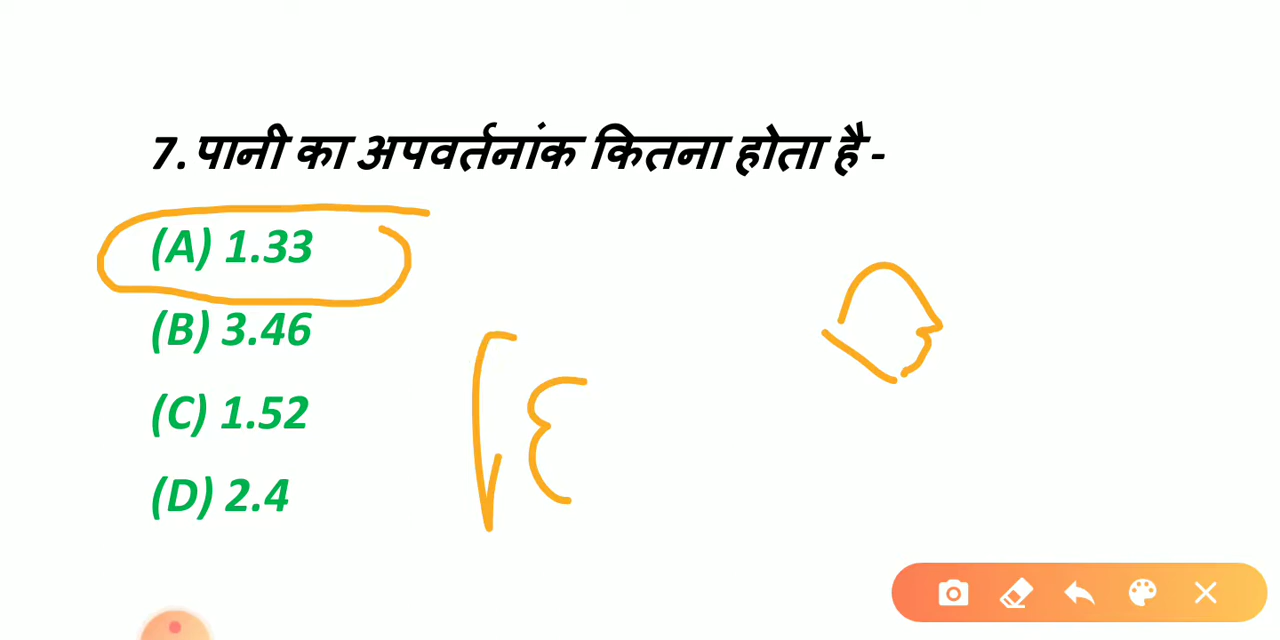 7. पानी का अपवर्तनांक कितना होता है -
(A) 1.33
(B) 3.46
(C) 1.52
(D) 2.4